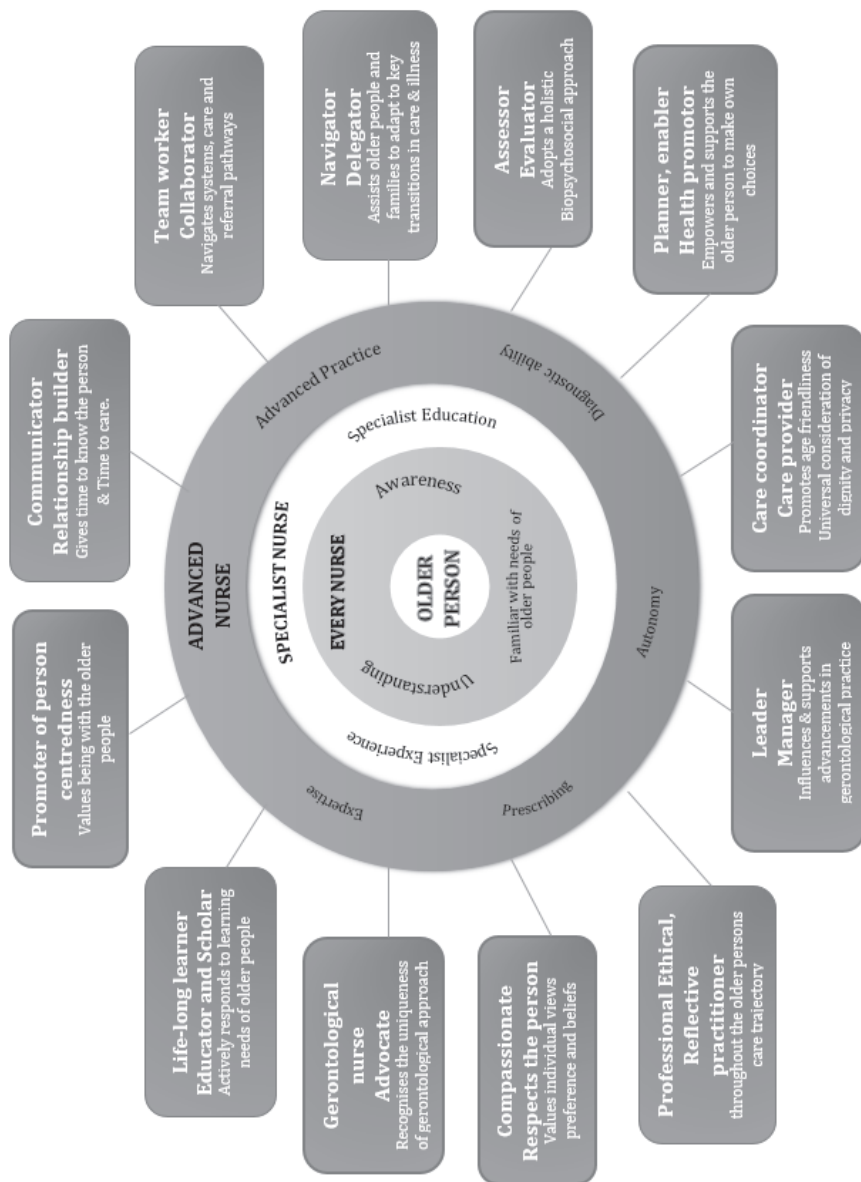 Promoter of person
centredness
Values being with the older
people
Communicator
Relationship builder
Gives time to know the person
& Time to care.
Team worker
Collaborator
Navigates systems, care and
referral pathways
Navigator
Delegator
Assists older people and
families to adapt to key
transitions in care & illness
Assessor
Evaluator
Adopts a holistic
Biopsychosocial approach
Planner, enabler
Health promotor
Empowers and supports the
older person to make own
choices
Care coordinator
Care provider
Promotes age friendliness
Universal consideration of
dignity and privacy
Leader
Manager
Influences & supports
advancements in
gerontological practice
Professional Ethical,
Reflective
practitioner
throughout the older persons
care trajectory
Compassionate
Respects the person
Values individual views
preference and beliefs
Gerontological
nurse
Advocate
Recognises the uniqueness
of gerontological approach
Life-long learner
Educator and Scholar
Actively responds to learning
needs of older people
ADVANCED
NURSE
Advanced Practice
Diagnostic ability
Autonomy
Prescribing
Expertise
SPECIALIST NURSE
Specialist Education
Specialist Experience
EVERY NURSE
Awareness
Familiar with needs of
older people
Understanding
OLDER
PERSON